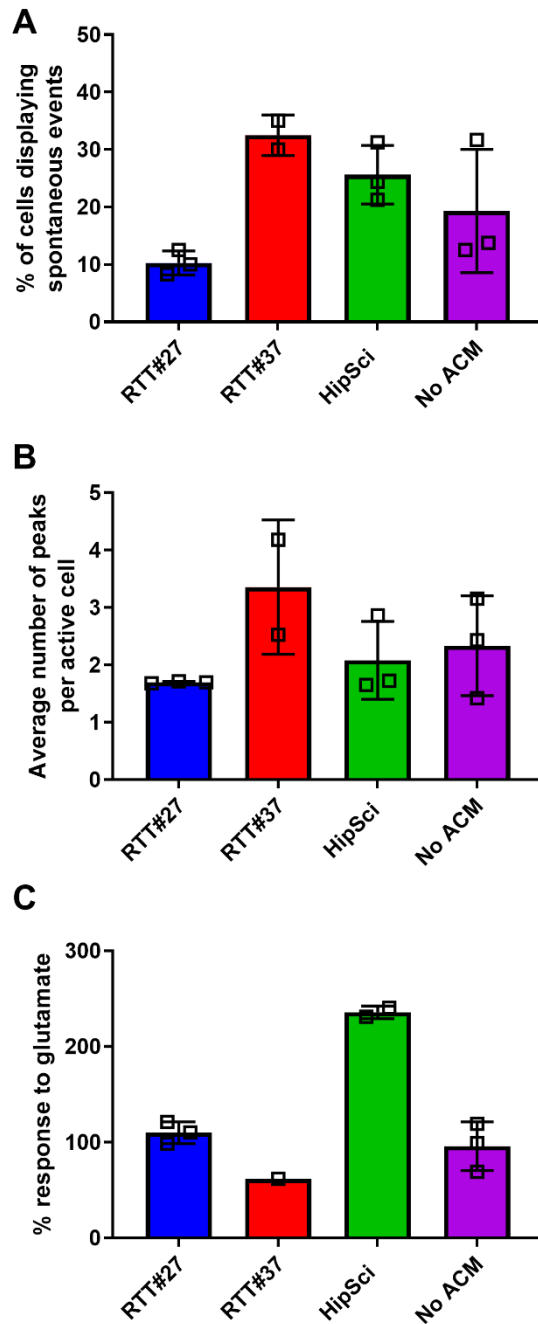 A
% of cells displaying
spontaneous events
50
40
30
20
10
0
RTT#27
RTT#37
HipSci
No ACM
B
Average number of peaks
per active cell
5
4
3
2
1
0
RTT#27
RTT#37
HipSci
No ACM
C
% response to glutamate
300
200
100
0
RTT#27
RTT#37
HipSci
No ACM